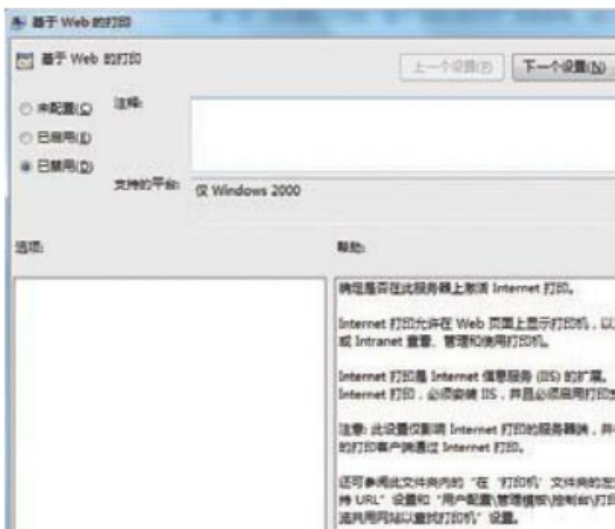 基于 Web 的打印
基于 Web 的打印
上一个设置(P)
下一个设置(N)
未配置(C)
注释:
已启用(E)
已禁用(D)
支持的平台:
仅 Windows 2000
选项:
帮助:
确定是否在此服务器上激活 Internet 打印。
Internet 打印允许在 Web 页面上显示打印机，以
或 Intranet 查看、管理和使用打印机。
Internet 打印是 Internet 信息服务 (IIS) 的扩展。
Internet 打印，必须安装 IIS，并且必须启用打印
注意: 此设置仅影响 Internet 打印的服务器端，并
的打印客户端通过 Internet 打印。
还可参阅此文件夹内的“在‘打印机’文件夹的左
持 URL”设置和“用户配置\管理模板\控制台\打印
览共用网站以查找打印机”设置。